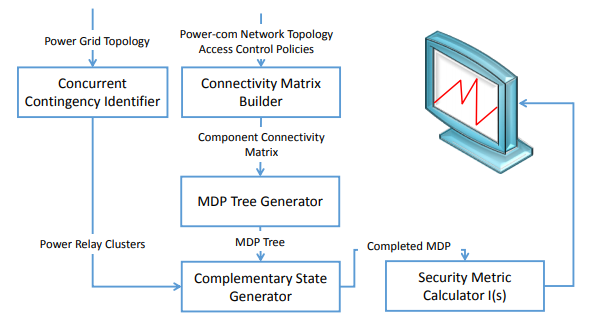 Power Grid Topology
Power-com Network Topology
Access Control Policies
Concurrent
Contingency Identifier
Connectivity Matrix
Builder
Component Connectivity
Matrix
MDP Tree Generator
Power Relay Clusters
MDP Tree
Completed MDP
Complementary State
Generator
Security Metric
Calculator I(s)